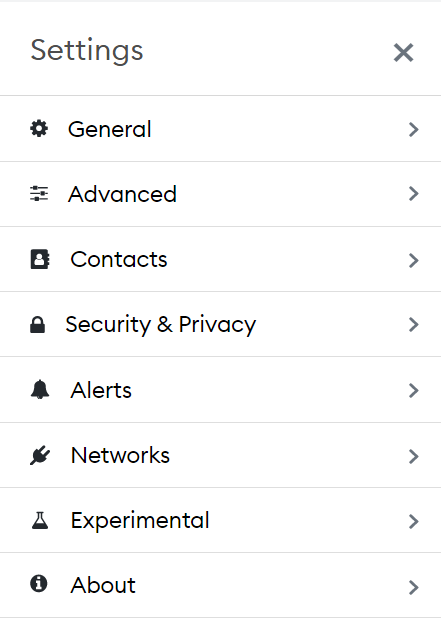 Settings
General
Advanced
Contacts
Security & Privacy
Alerts
Networks
Experimental
About